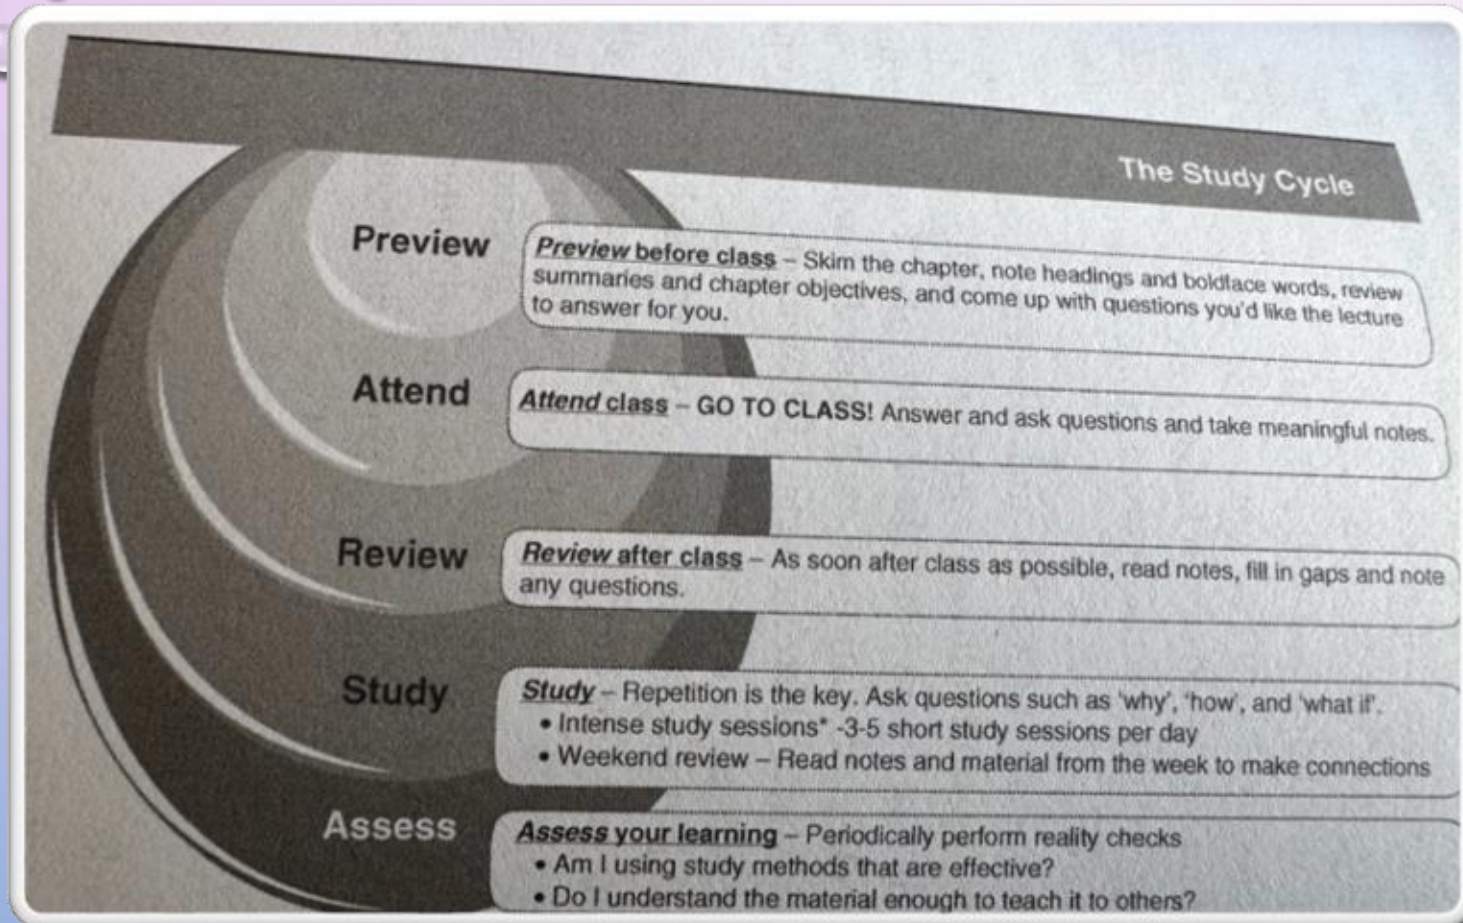 The Study Cycle
Preview
Preview before class – Skim the chapter, note headings and boldface words, review
summaries and chapter objectives, and come up with questions you'd like the lecture
to answer for you.
Attend
Attend class – GO TO CLASS! Answer and ask questions and take meaningful notes.
Review
Review after class – As soon after class as possible, read notes, fill in gaps and note
any questions.
Study
Study – Repetition is the key. Ask questions such as 'why', 'how', and 'what if'.
• Intense study sessions* -3-5 short study sessions per day
• Weekend review – Read notes and material from the week to make connections
Assess
Assess your learning – Periodically perform reality checks
• Am I using study methods that are effective?
• Do I understand the material enough to teach it to others?